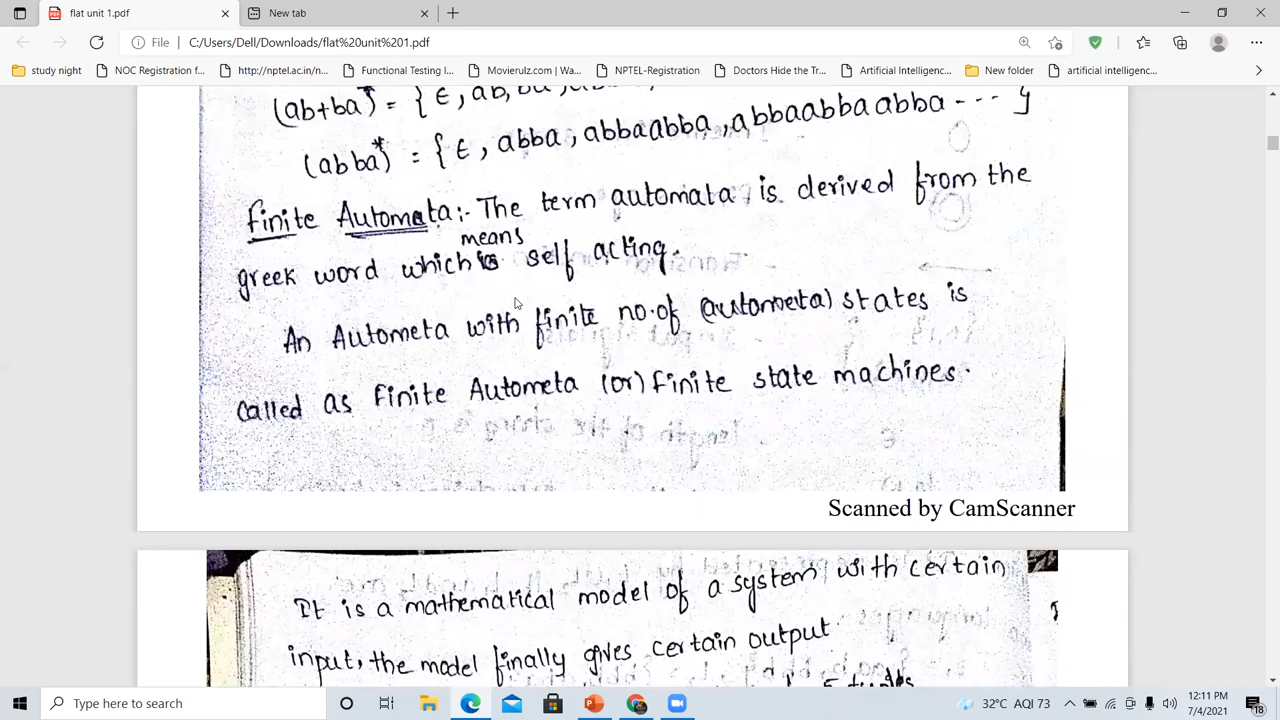 flat unit 1.pdf
New tab
File
C:/Users/Dell/Downloads/flat%20unit%201.pdf
study night
NOC Registration f...
http://nptel.ac.in/n...
Functional Testing I...
Movierulz.com | Wa...
NPTEL-Registration
Doctors Hide the Tr...
Artificial Intelligenc...
New folder
artificial intelligenc...
(ab+ba)* = { ε, ab, ba,
(abba*) = { ε, abba, abbaabba, abbaabbaabba --- }
Finite Automata:- The term automata is derived from the
means
greek word which self acting.
An Autometa with finite no.of (autometa) states is
called as Finite Autometa (or) Finite state machines.
Scanned by CamScanner
It is a mathematical model of a system with certain
input, the model finally gives certain output
Type here to search
32°C AQI 73
12:11 PM
7/4/2021
18